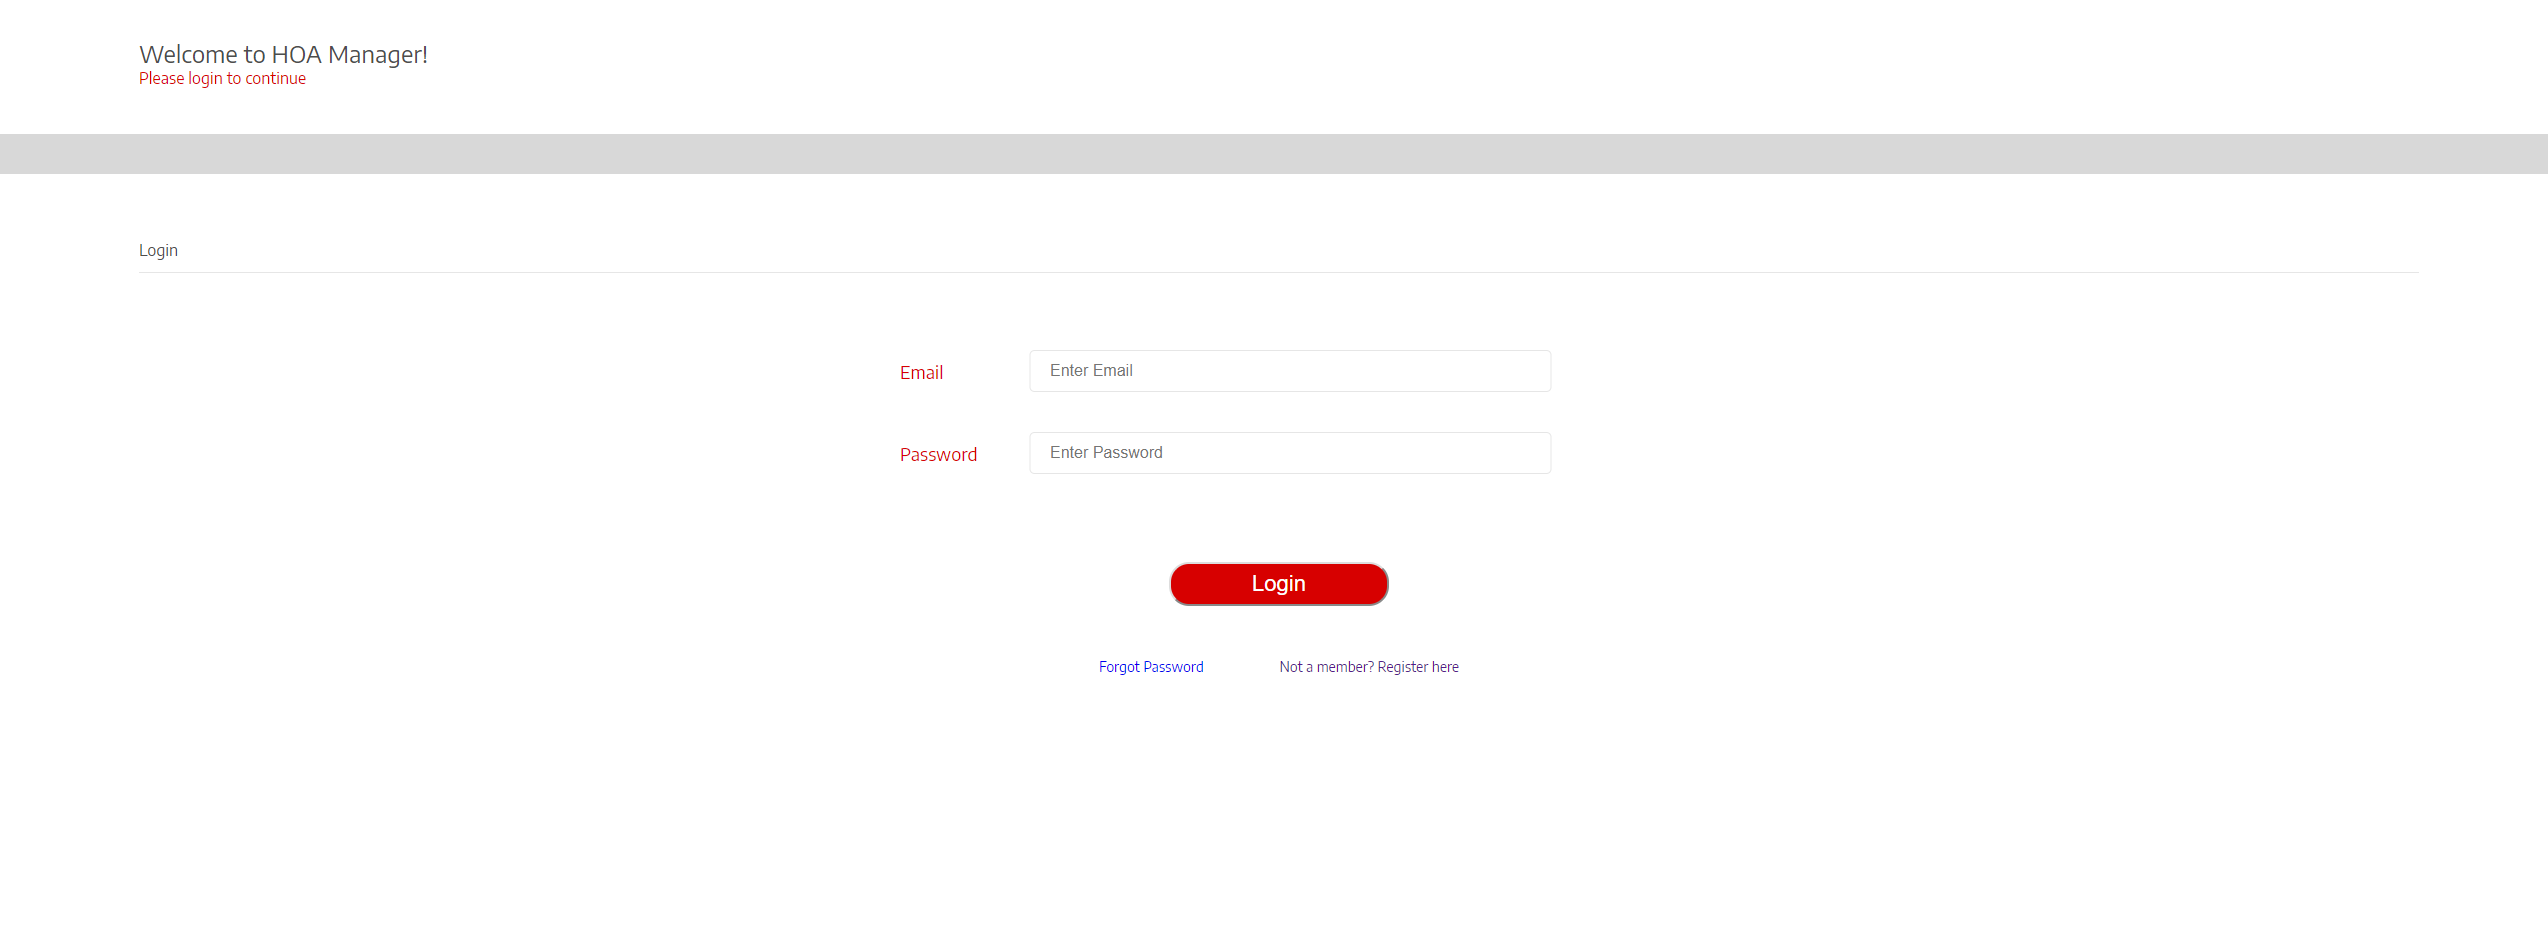 Welcome to HOA Manager!
Please login to continue
Login
Email
Enter Email
Password
Enter Password
Login
Forgot Password
Not a member? Register here